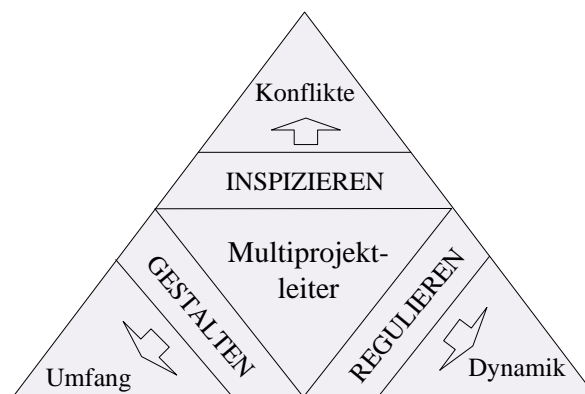 Konflikte
INSPIZIEREN
Multiprojekt-
leiter
GESTALTEN
REGULIEREN
Umfang
Dynamik